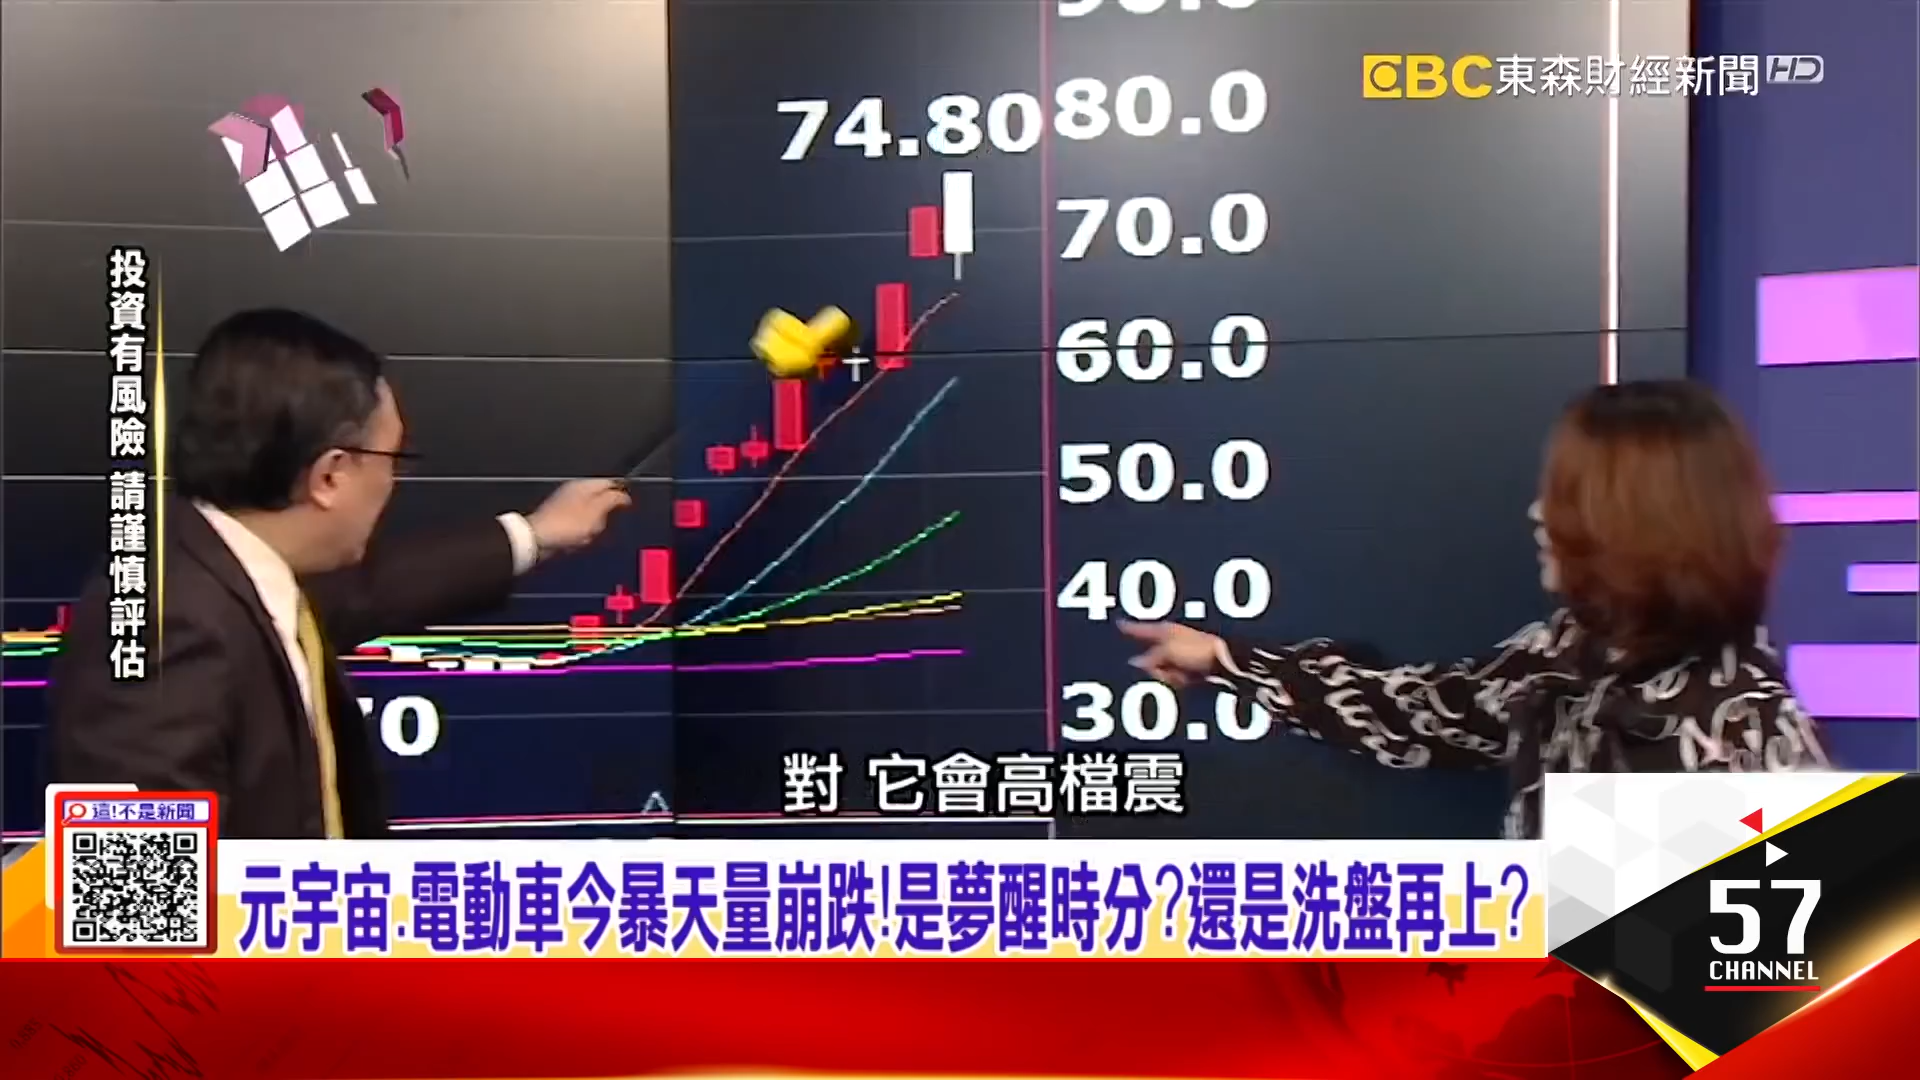 90.0
EBC東森財經新聞HD
74.80
80.0
70.0
60.0
50.0
40.0
30.0
70
投資有風險 請謹慎評估
對 它會高檔震
這!不是新聞
元宇宙.電動車今暴天量崩跌!是夢醒時分?還是洗盤再上?
57
CHANNEL